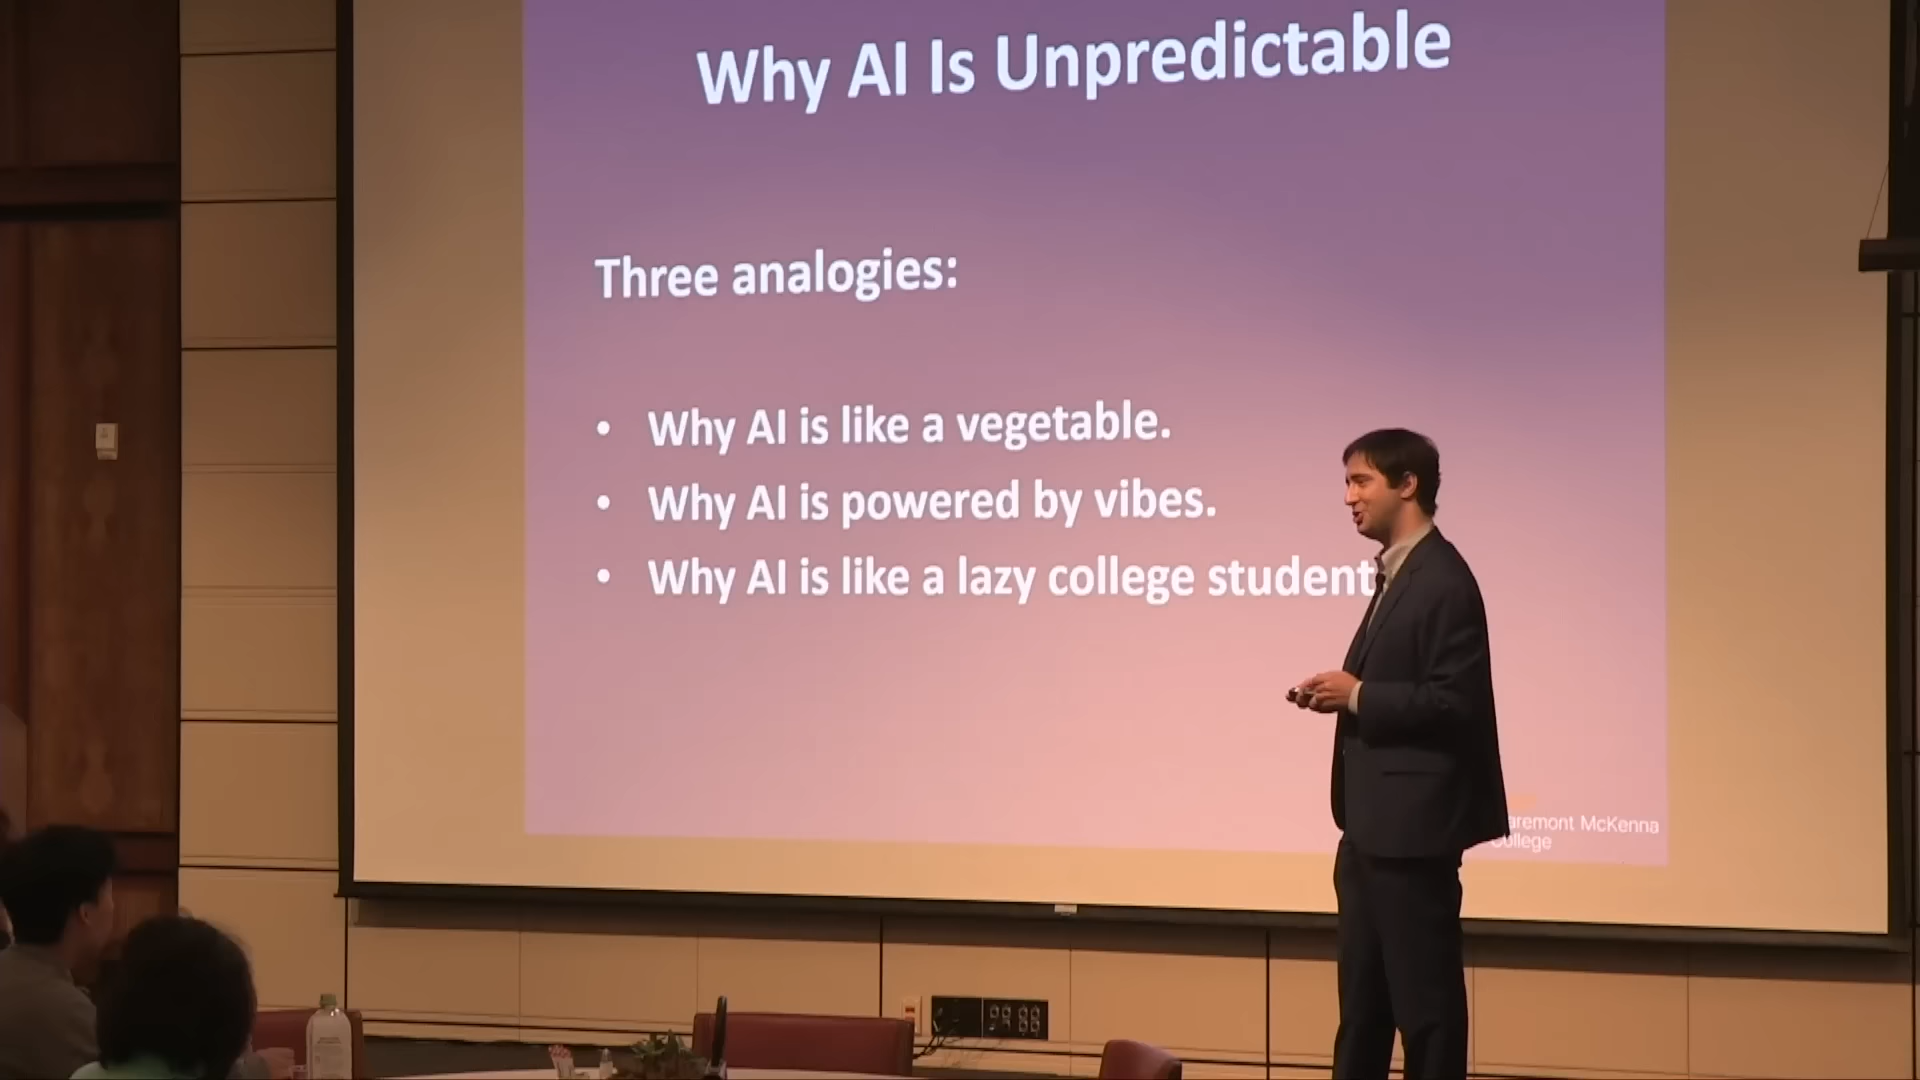 Why AI Is Unpredictable
Three analogies:
• Why AI is like a vegetable.
• Why AI is powered by vibes.
• Why AI is like a lazy college student
McKenna
College